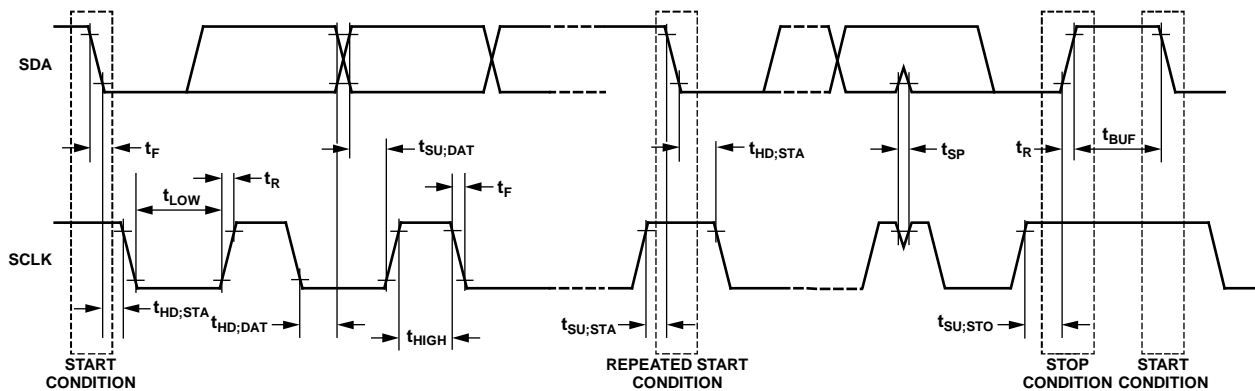 SDA
t_F
t_SU;DAT
t_HD;STA
t_SP
t_R
t_BUF
t_LOW
t_R
t_F
SCLK
t_HD;STA
t_HD;DAT
t_HIGH
t_SU;STA
t_SU;STO
START
CONDITION
REPEATED START
CONDITION
STOP
CONDITION
START
CONDITION